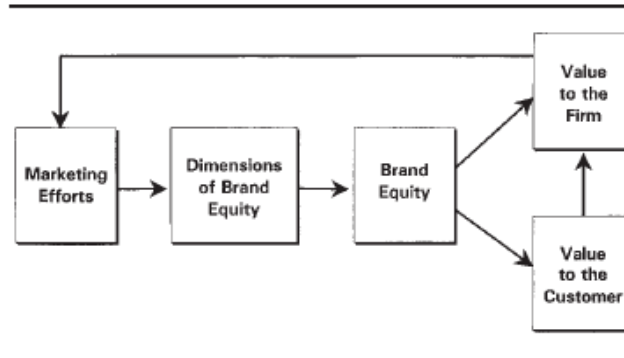 Value
to the
Firm
Marketing
Efforts
Dimensions
of Brand
Equity
Brand
Equity
Value
to the
Customer